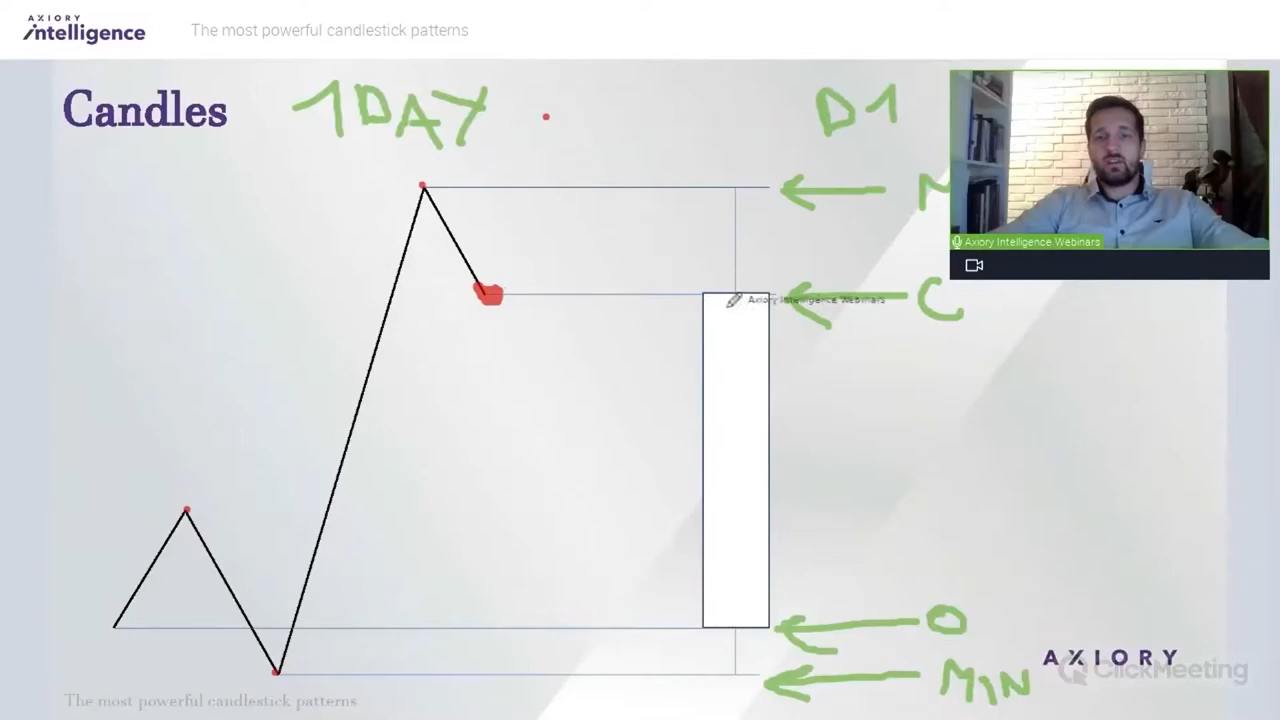 AXIORY
intelligence
The most powerful candlestick patterns
Candles
1DAY
D1
Axiory Intelligence Webinars
Axiory Intelligence Webinars
C
O
AXIORY
ClickMeeting
MIN
The most powerful candlestick patterns